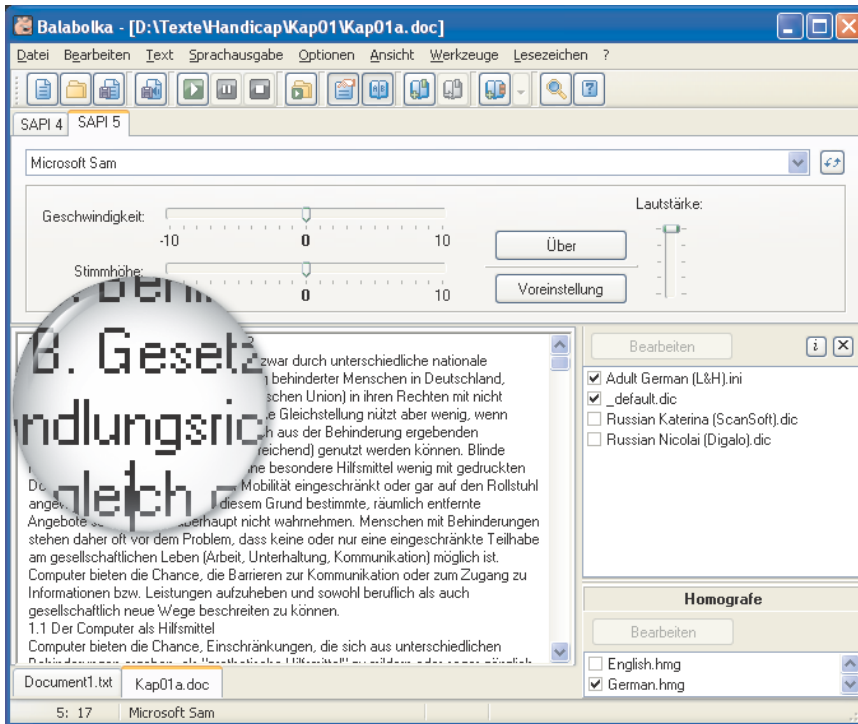 Balabolka - [D:\Texte\Handicap\Kap01\Kap01a.doc]
Datei Bearbeiten Text Sprachausgabe Optionen Ansicht Werkzeuge Lesezeichen ?
SAPI 4 SAPI 5
Microsoft Sam
Geschwindigkeit:
-10 0 10
Stimmhöhe:
0 10
Über
Voreinstellung
Lautstärke:
B. Gesetz
ndlungsric
gleich
zwar durch unterschiedliche nationale
behinderter Menschen in Deutschland,
schen Union) in ihren Rechten mit nicht
e Gleichstellung nützt aber wenig, wenn
h aus der Behinderung ergebenden
reichend) genutzt werden können. Blinde
ne besondere Hilfsmittel wenig mit gedruckten
Mobilität eingeschränkt oder gar auf den Rollstuhl
diesem Grund bestimmte, räumlich entfernte
Angebote überhaupt nicht wahrnehmen. Menschen mit Behinderungen
stehen daher oft vor dem Problem, dass keine oder nur eine eingeschränkte Teilhabe
am gesellschaftlichen Leben (Arbeit, Unterhaltung, Kommunikation) möglich ist.
Computer bieten die Chance, die Barrieren zur Kommunikation oder zum Zugang zu
Informationen bzw. Leistungen aufzuheben und sowohl beruflich als auch
gesellschaftlich neue Wege beschreiten zu können.
1.1 Der Computer als Hilfsmittel
Computer bieten die Chance, Einschränkungen, die sich aus unterschiedlichen
Bearbeiten
Adult German (L&H).ini
_default.dic
Russian Katerina (ScanSoft).dic
Russian Nicolai (Digalo).dic
Homografe
Bearbeiten
English.hmg
German.hmg
Document1.txt Kap01a.doc
5: 17 Microsoft Sam